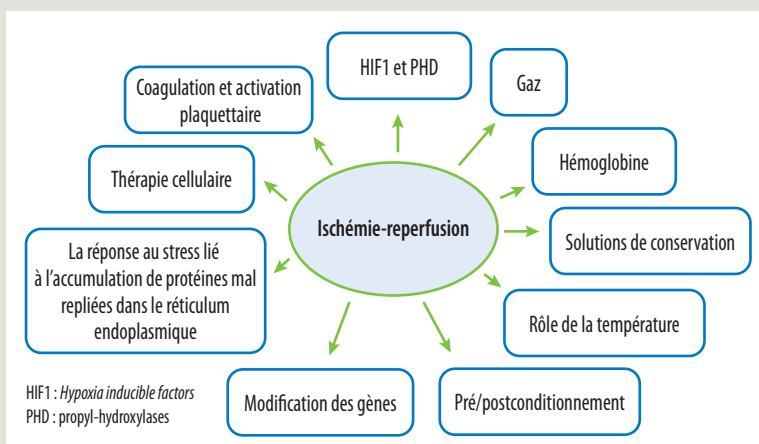 HIF1 et PHD
Gaz
Coagulation et activation
plaquettaire
Hémoglobine
Thérapie cellulaire
Ischémie-reperfusion
Solutions de conservation
La réponse au stress lié
à l'accumulation de protéines mal
repliées dans le réticulum
endoplasmique
Rôle de la température
Modification des gènes
Pré/postconditionnement
HIF1 : Hypoxia inducible factors
PHD : propyl-hydroxylases